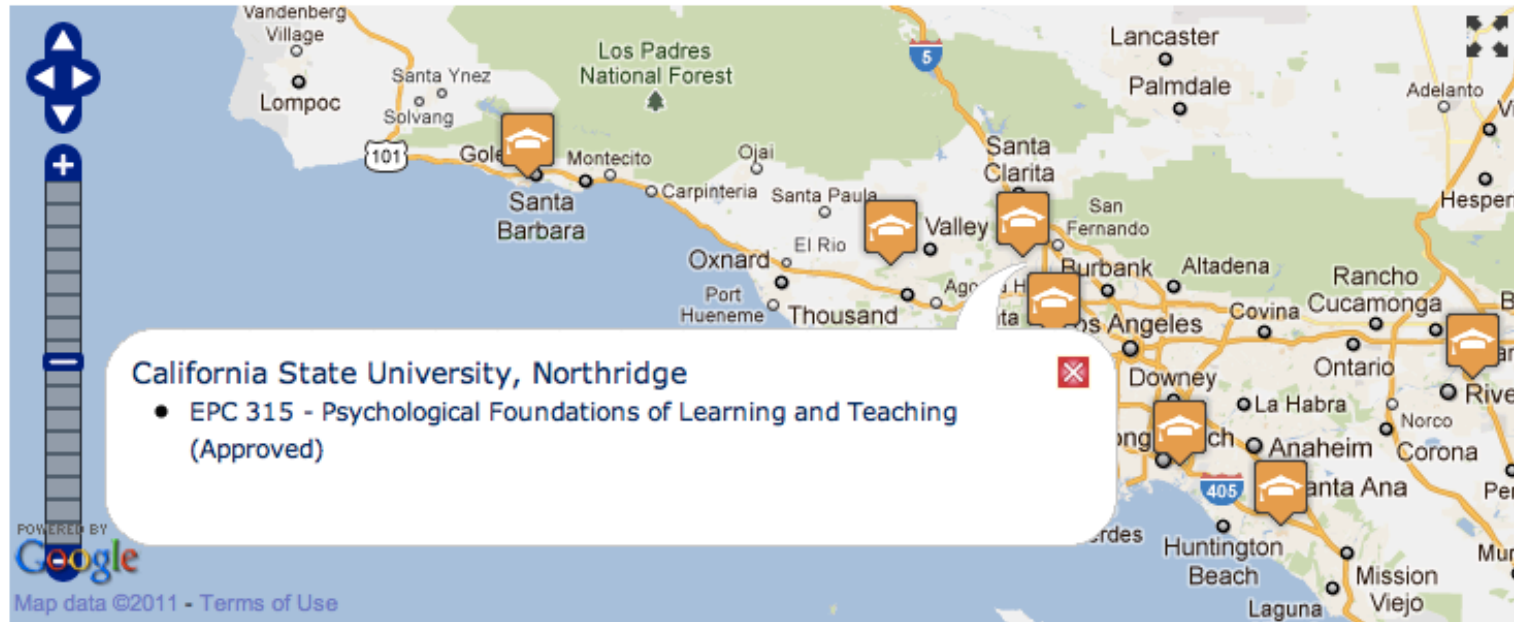 Vandenberg
Village
Lompoc
Santa Ynez
Solvang
101
Los Padres
National Forest
5
Lancaster
Palmdale
Adelanto
Santa
Clarita
Ojai
Montecito
Carpinteria
Santa
Barbara
Santa Paula
Valley
San
Fernando
El Rio
Oxnard
Port
Hueneme
Thousand
Burbank
Altadena
Rancho
Cucamonga
Covina
Angeles
Ontario
Downey
La Habra
Norco
Corona
Anaheim
405
Huntington
Beach
Mission
Viejo
Laguna
California State University, Northridge
• EPC 315 - Psychological Foundations of Learning and Teaching
(Approved)
POWERED BY
Google
Map data ©2011 - Terms of Use